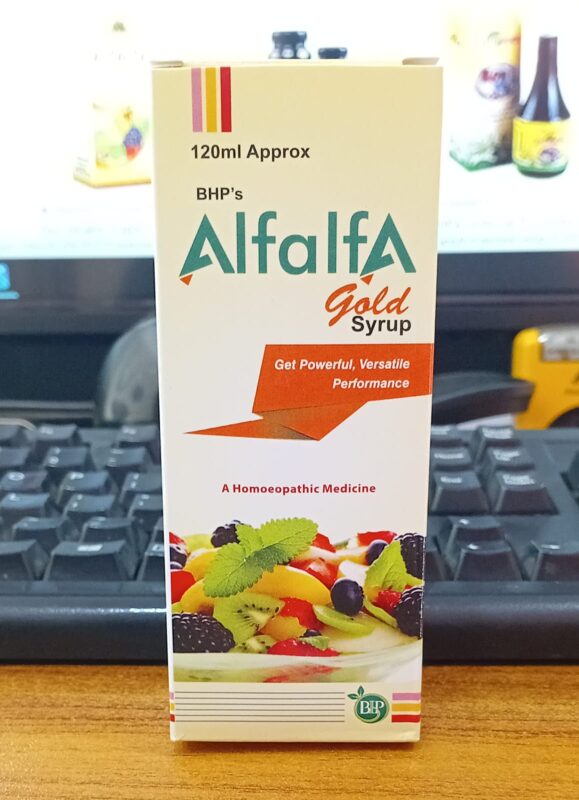 120ml Approx
BHP's
AlfalfA
Gold
Syrup
Get Powerful, Versatile
Performance
A Homoeopathic Medicine
BHP